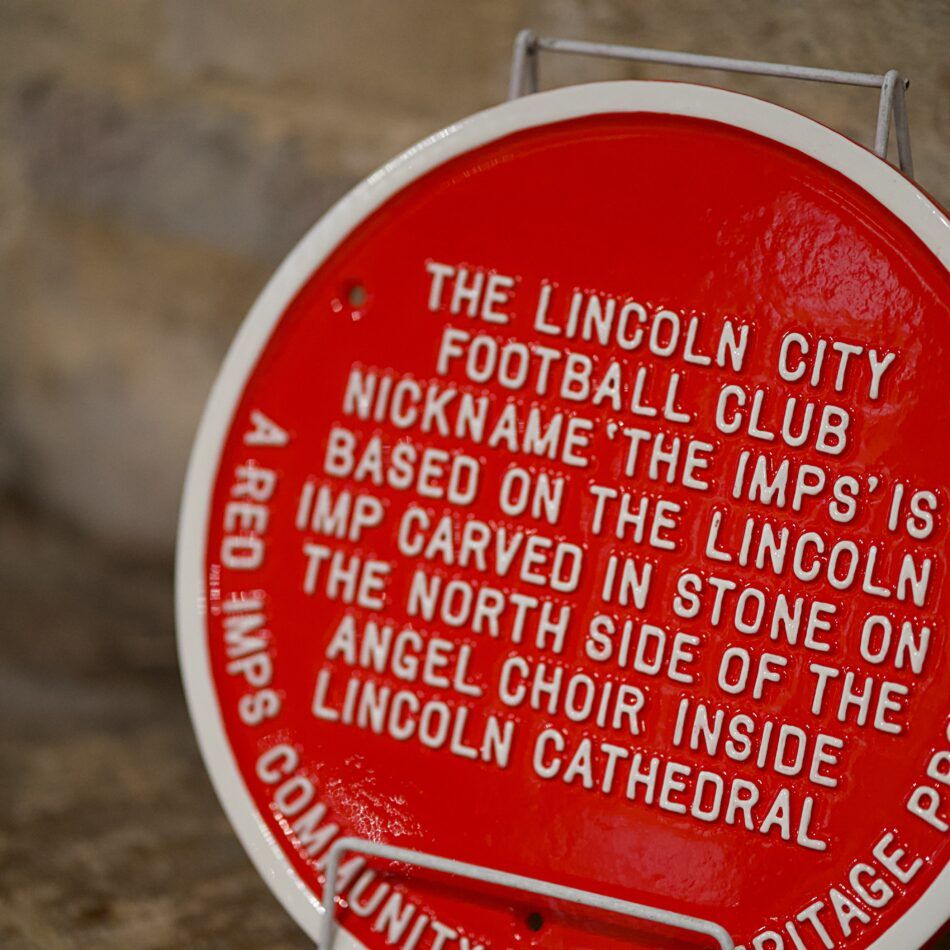 THE LINCOLN CITY
FOOTBALL CLUB
NICKNAME ‘THE IMPS’ IS
BASED ON THE LINCOLN
IMP CARVED IN STONE ON
THE NORTH SIDE OF THE
ANGEL CHOIR INSIDE
LINCOLN CATHEDRAL
A RED IMPS COMMUNITY